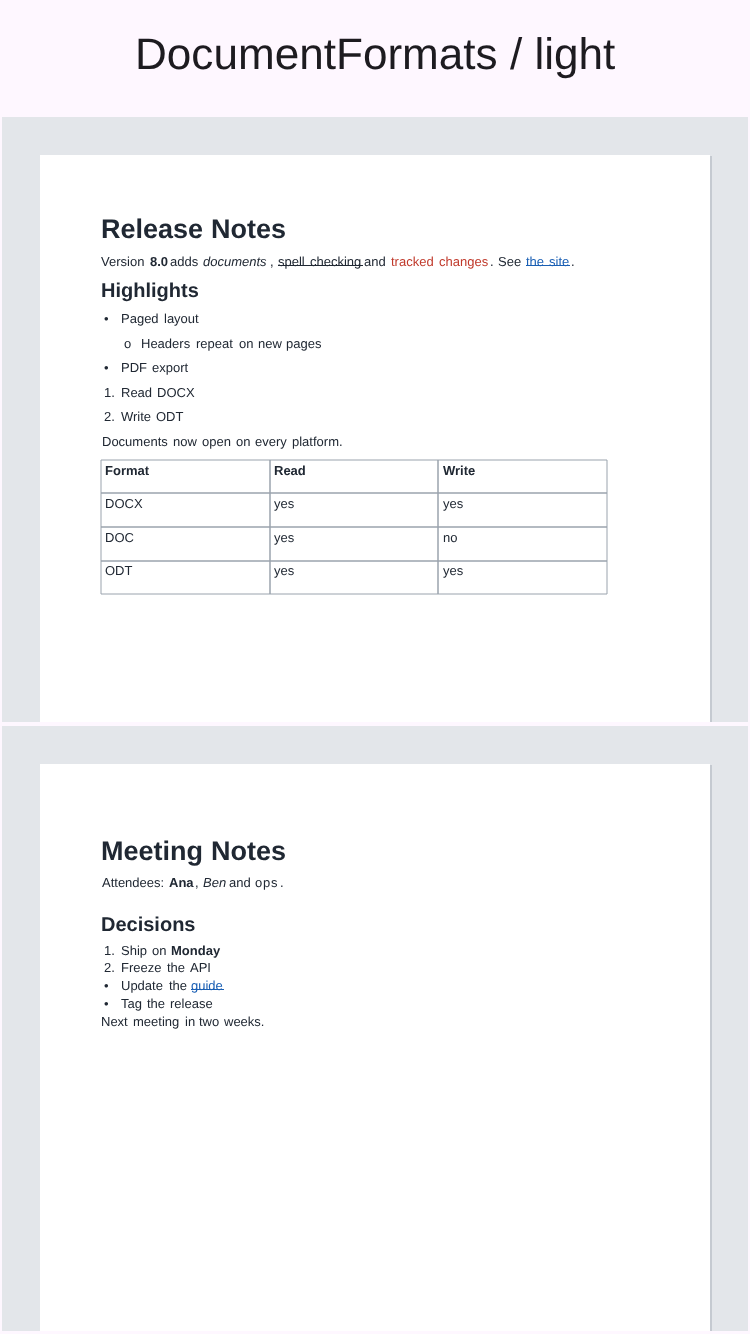 DocumentFormats / light
Release Notes
Version 8.0 adds documents, spell checking and tracked changes. See the site.
Highlights
• Paged layout
o Headers repeat on new pages
• PDF export
1. Read DOCX
2. Write ODT
Documents now open on every platform.
Format Read Write
DOCX yes yes
DOC yes no
ODT yes yes
Meeting Notes
Attendees: Ana, Ben and ops.
Decisions
1. Ship on Monday
2. Freeze the API
• Update the guide
• Tag the release
Next meeting in two weeks.